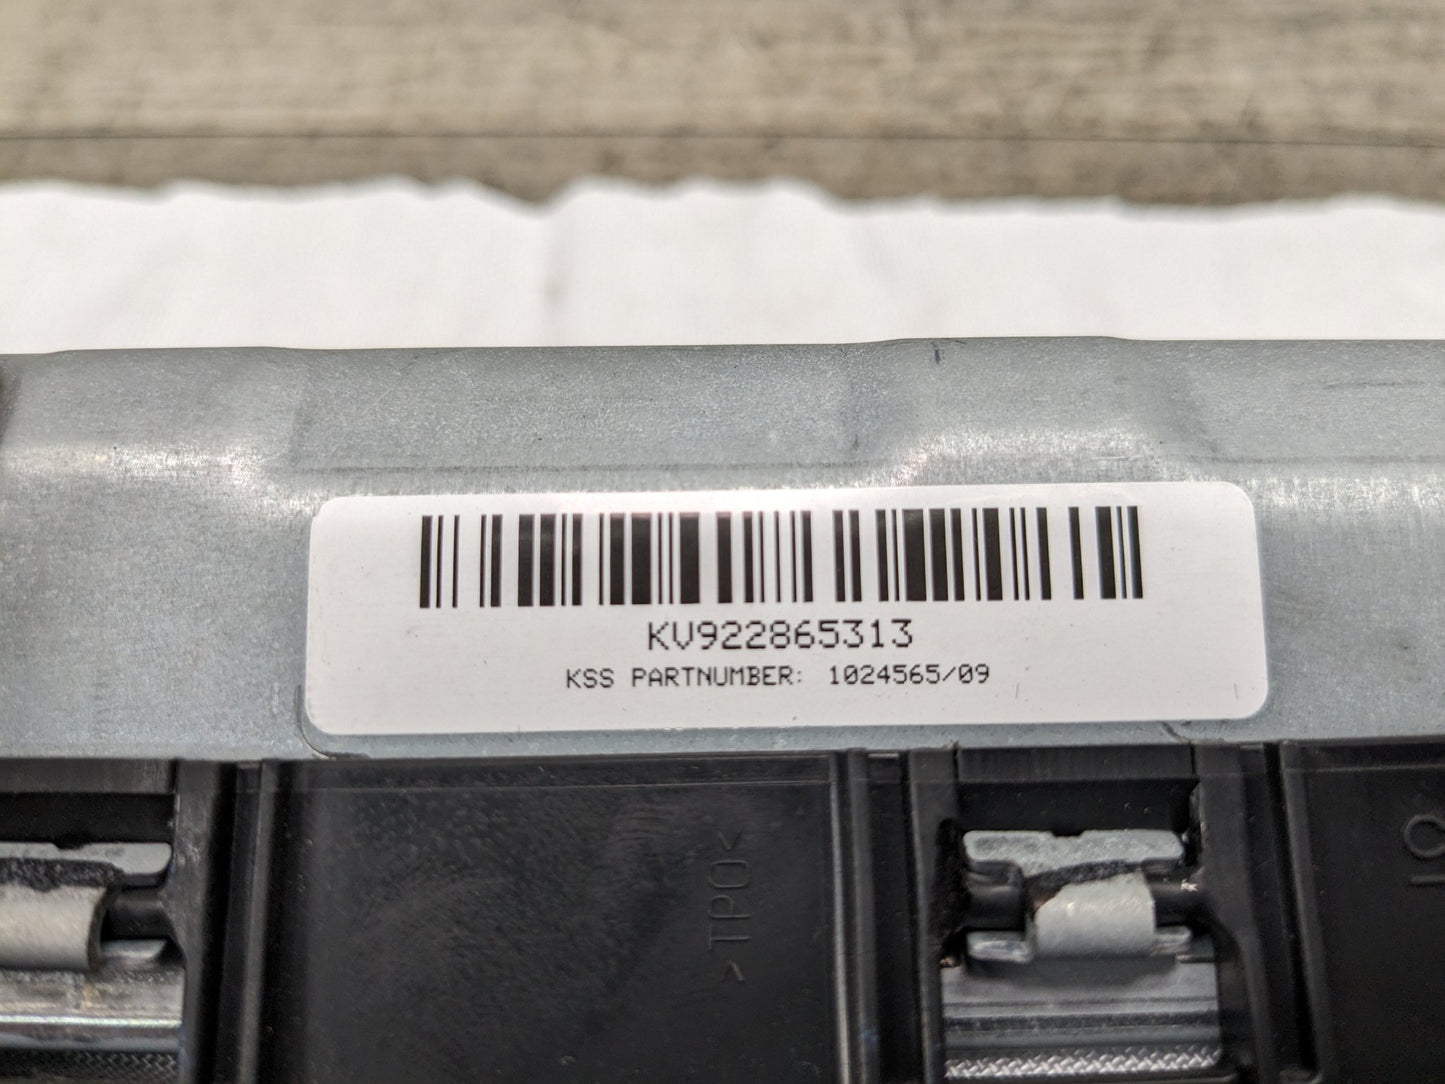 KV922865313
KSS PARTNUMBER: 1024565/09
>TPO<